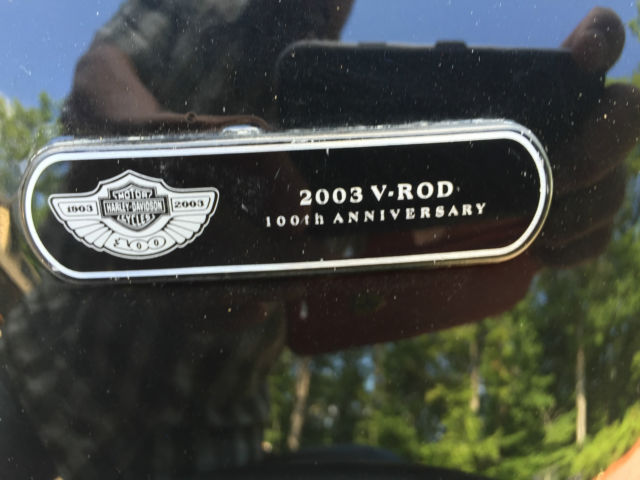 MOTOR
1903 HARLEY-DAVIDSON 2003
CYCLES
100
2003 V-ROD
100th ANNIVERSARY